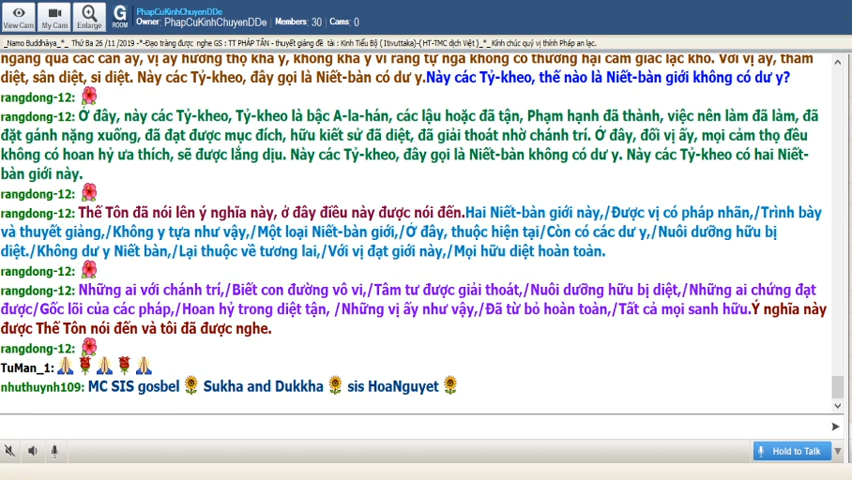 PhapCuKinhChuyenDDe
Owner: PhapCuKinhChuyenDDe | Members: 30 | Cams: 0
View Cam
My Cam
Enlarge
G
ROOM
_Namo Buddhàya_*_ Thứ Ba 26 /11/2019 -*-Đạo tràng được nghe GS : TT PHÁP TÂN - thuyết giảng đề tài : Kinh Tiểu Bộ ( Itivuttaka)-(HT-TMC dịch Việt )_*_Kính chúc quý vị thính Pháp an lạc.
ngang qua các căn ấy, vị ấy hưởng thọ khả ý, không khả ý vì rằng tự ngã không có thương hại cảm giác lạc khổ. Với vị ấy, tham
diệt, sân diệt, si diệt. Này các Tỷ-kheo, đây gọi là Niết-bàn có dư y.Này các Tỷ-kheo, thế nào là Niết-bàn giới không có dư y?
rangdong-12:
rangdong-12: Ở đây, này các Tỷ-kheo, Tỷ-kheo là bậc A-la-hán, các lậu hoặc đã tận, Phạm hạnh đã thành, việc nên làm đã làm, đã
đặt gánh nặng xuống, đã đạt được mục đích, hữu kiết sử đã diệt, đã giải thoát nhờ chánh trí. Ở đây, đối vị ấy, mọi cảm thọ đều
không có hoan hỷ ưa thích, sẽ được lắng dịu. Này các Tỷ-kheo, đây gọi là Niết-bàn không có dư y. Này các Tỷ-kheo có hai Niết-
bàn giới này.
rangdong-12:
rangdong-12: Thế Tôn đã nói lên ý nghĩa này, ở đây điều này được nói đến.Hai Niết-bàn giới này,/Được vị có pháp nhãn,/Trình bày
và thuyết giảng,/Không y tựa như vậy,/Một loại Niết-bàn giới,/Ở đây, thuộc hiện tại/Còn có các dư y,/Nuôi dưỡng hữu bị
diệt./Không dư y Niết bàn,/Lại thuộc về tương lai,/Với vị đạt giới này,/Mọi hữu diệt hoàn toàn.
rangdong-12:
rangdong-12: Những ai với chánh trí,/Biết con đường vô vi,/Tâm tư được giải thoát,/Nuôi dưỡng hữu bị diệt,/Những ai chứng đạt
được/Gốc lõi của các pháp,/Hoan hỷ trong diệt tận, /Những vị ấy như vậy,/Đã từ bỏ hoàn toàn,/Tất cả mọi sanh hữu.Ý nghĩa này
được Thế Tôn nói đến và tôi đã được nghe.
rangdong-12:
TuMan_1:
nhuthuynh109: MC SIS gosbel Sukha and Dukkha sis HoaNguyet
Hold to Talk